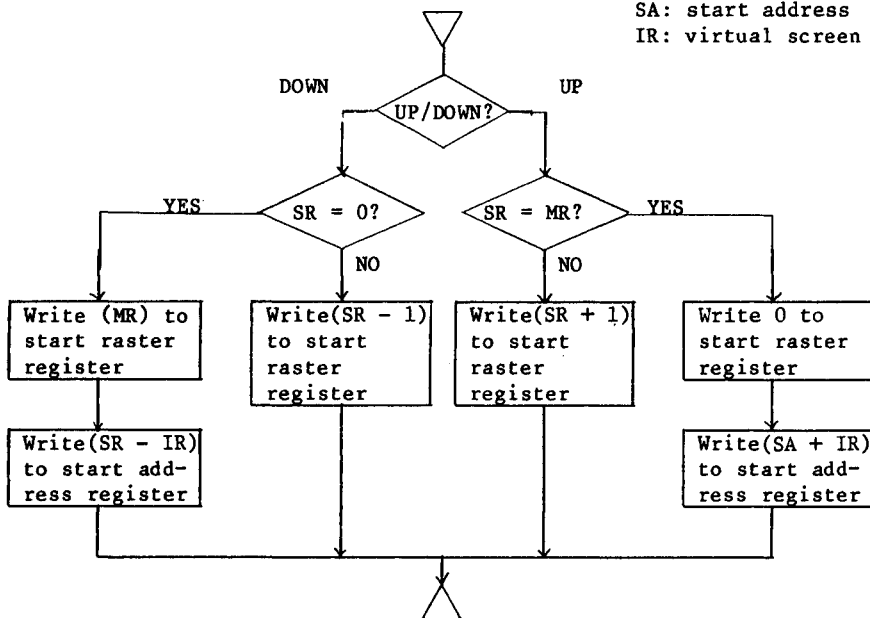 SA: start address
IR: virtual screen
DOWN
UP
UP/DOWN?
YES
SR = 0?
SR = MR?
YES
NO
NO
Write (MR) to
start raster
register
Write(SR - 1)
to start
raster
register
Write(SR + 1)
to start
raster
register
Write 0 to
start raster
register
Write(SR - IR)
to start add-
ress register
Write(SA + IR)
to start add-
ress register